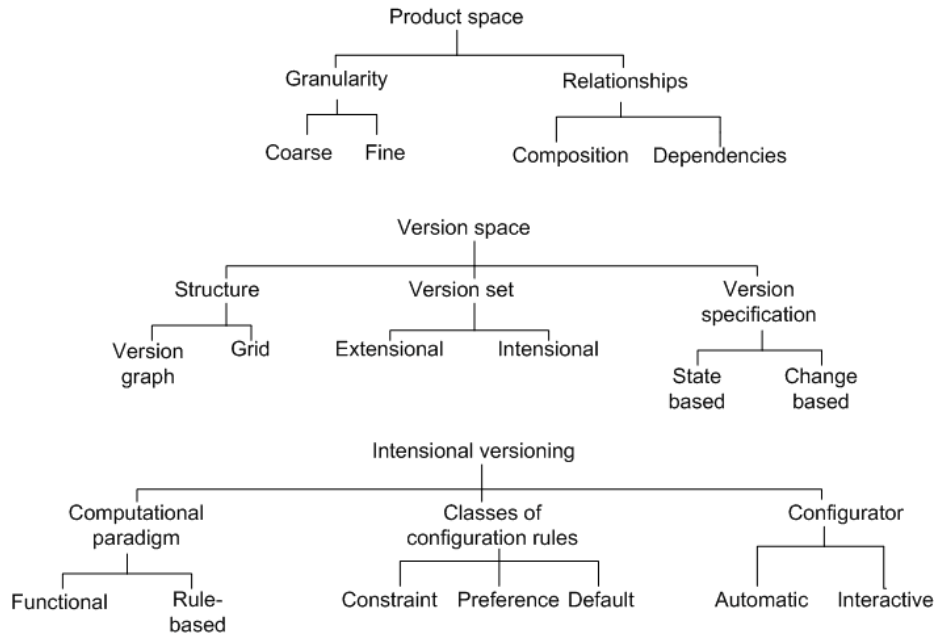 Product space
Granularity
Relationships
Coarse
Fine
Composition
Dependencies
Version space
Structure
Version set
Version
specification
Version
graph
Grid
Extensional
Intensional
State
based
Change
based
Intensional versioning
Computational
paradigm
Classes of
configuration rules
Configurator
Functional
Rule-
based
Constraint
Preference
Default
Automatic
Interactive